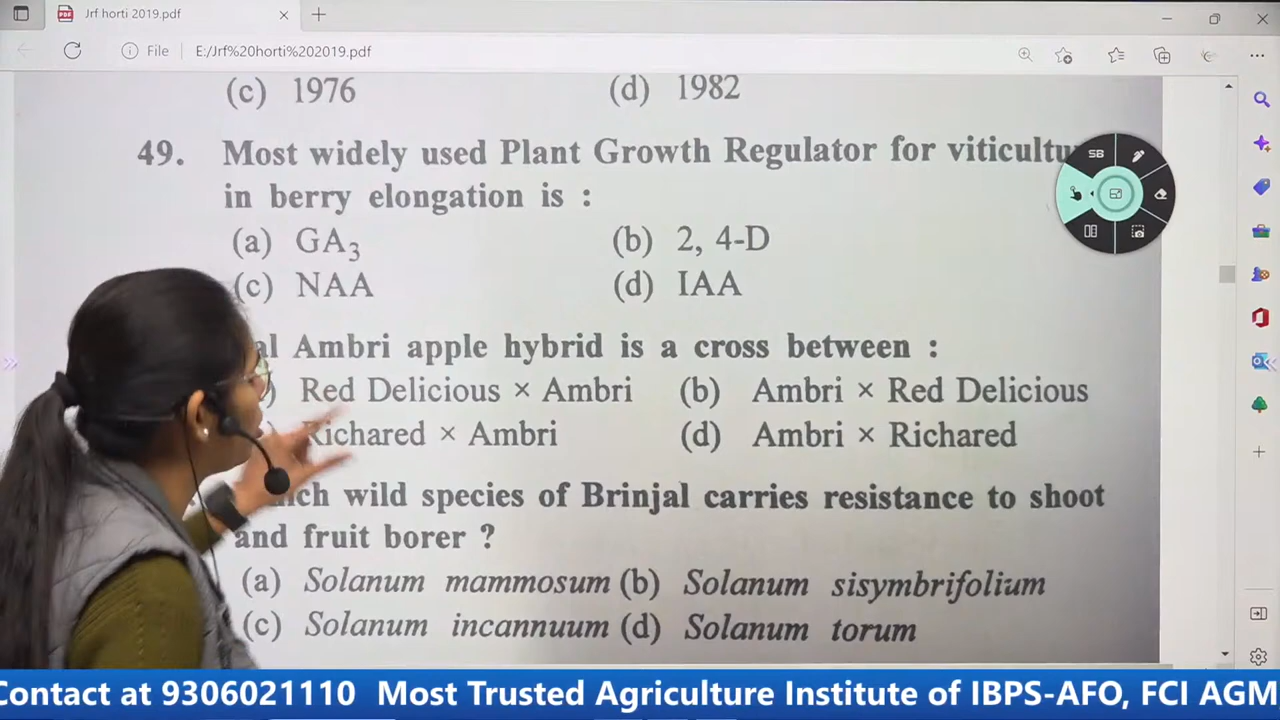 Jrf horti 2019.pdf
File E:/Jrf%20horti%202019.pdf
(c) 1976 (d) 1982
49. Most widely used Plant Growth Regulator for
in berry elongation is :
(a) GA3 (b) 2, 4-D
(c) NAA (d) IAA
Ambri apple hybrid is a cross between :
Red Delicious × Ambri (b) Ambri × Red Delicious
Richared × Ambri (d) Ambri × Richared
wild species of Brinjal carries resistance to shoot
and fruit borer ?
(a) Solanum mammosum (b) Solanum sisymbrifolium
(c) Solanum incannuum (d) Solanum torum
SB
Contact at 9306021110 Most Trusted Agriculture Institute of IBPS-AFO, FCI AGM